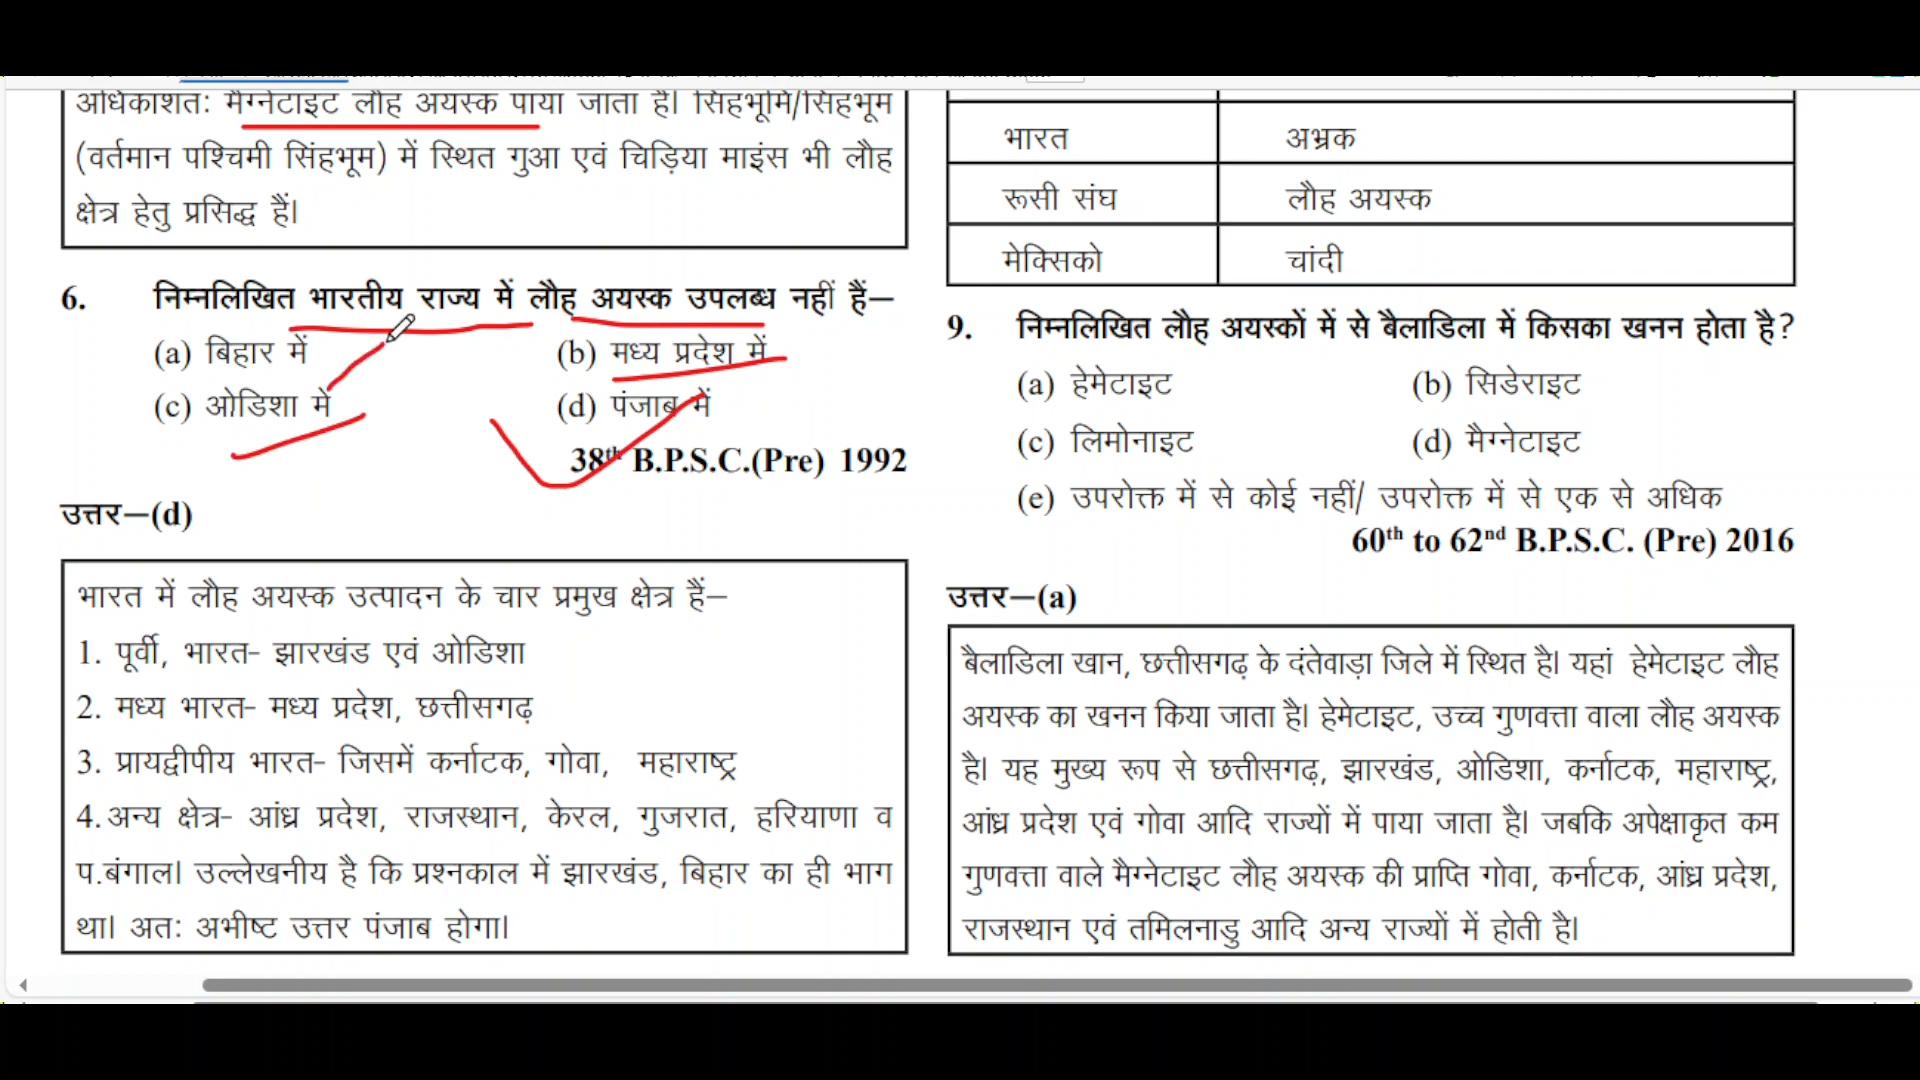 अधिकांशतः मैग्नेटाइट लौह अयस्क पाया जाता है। सिंहभूमि/सिंहभूम
(वर्तमान पश्चिमी सिंहभूम) में स्थित गुआ एवं चिड़िया माइंस भी लौह
क्षेत्र हेतु प्रसिद्ध हैं।
6. निम्नलिखित भारतीय राज्य में लौह अयस्क उपलब्ध नहीं हैं–
(a) बिहार में (b) मध्य प्रदेश में
(c) ओडिशा में (d) पंजाब में
38th B.P.S.C.(Pre) 1992
उत्तर–(d)
भारत में लौह अयस्क उत्पादन के चार प्रमुख क्षेत्र हैं–
1. पूर्वी, भारत- झारखंड एवं ओडिशा
2. मध्य भारत- मध्य प्रदेश, छत्तीसगढ़
3. प्रायद्वीपीय भारत- जिसमें कर्नाटक, गोवा, महाराष्ट्र
4. अन्य क्षेत्र- आंध्र प्रदेश, राजस्थान, केरल, गुजरात, हरियाणा व
प.बंगाल। उल्लेखनीय है कि प्रश्नकाल में झारखंड, बिहार का ही भाग
था। अतः अभीष्ट उत्तर पंजाब होगा।
भारत अभ्रक
रूसी संघ लौह अयस्क
मेक्सिको चांदी
9. निम्नलिखित लौह अयस्कों में से बैलाडिला में किसका खनन होता है?
(a) हेमेटाइट (b) सिडेराइट
(c) लिमोनाइट (d) मैग्नेटाइट
(e) उपरोक्त में से कोई नहीं/ उपरोक्त में से एक से अधिक
60th to 62nd B.P.S.C. (Pre) 2016
उत्तर–(a)
बैलाडिला खान, छत्तीसगढ़ के दंतेवाड़ा जिले में स्थित है। यहां हेमेटाइट लौह
अयस्क का खनन किया जाता है। हेमेटाइट, उच्च गुणवत्ता वाला लौह अयस्क
है। यह मुख्य रूप से छत्तीसगढ़, झारखंड, ओडिशा, कर्नाटक, महाराष्ट्र,
आंध्र प्रदेश एवं गोवा आदि राज्यों में पाया जाता है। जबकि अपेक्षाकृत कम
गुणवत्ता वाले मैग्नेटाइट लौह अयस्क की प्राप्ति गोवा, कर्नाटक, आंध्र प्रदेश,
राजस्थान एवं तमिलनाडु आदि अन्य राज्यों में होती है।